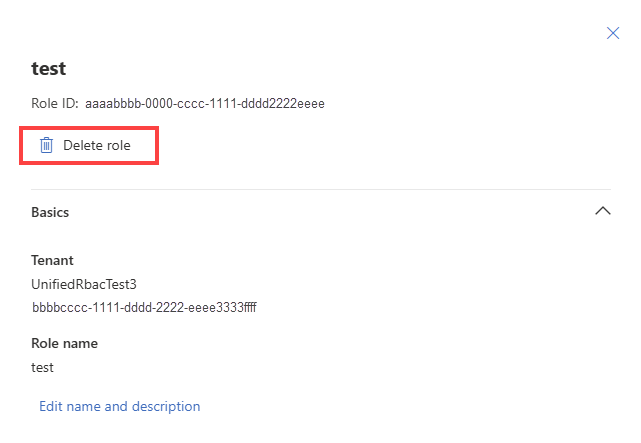 test
Role ID: aaaabbbb-0000-cccc-1111-dddd2222eeee
Delete role
Basics
Tenant
UnifiedRbacTest3
bbbbcccc-1111-dddd-2222-eeee3333ffff
Role name
test
Edit name and description